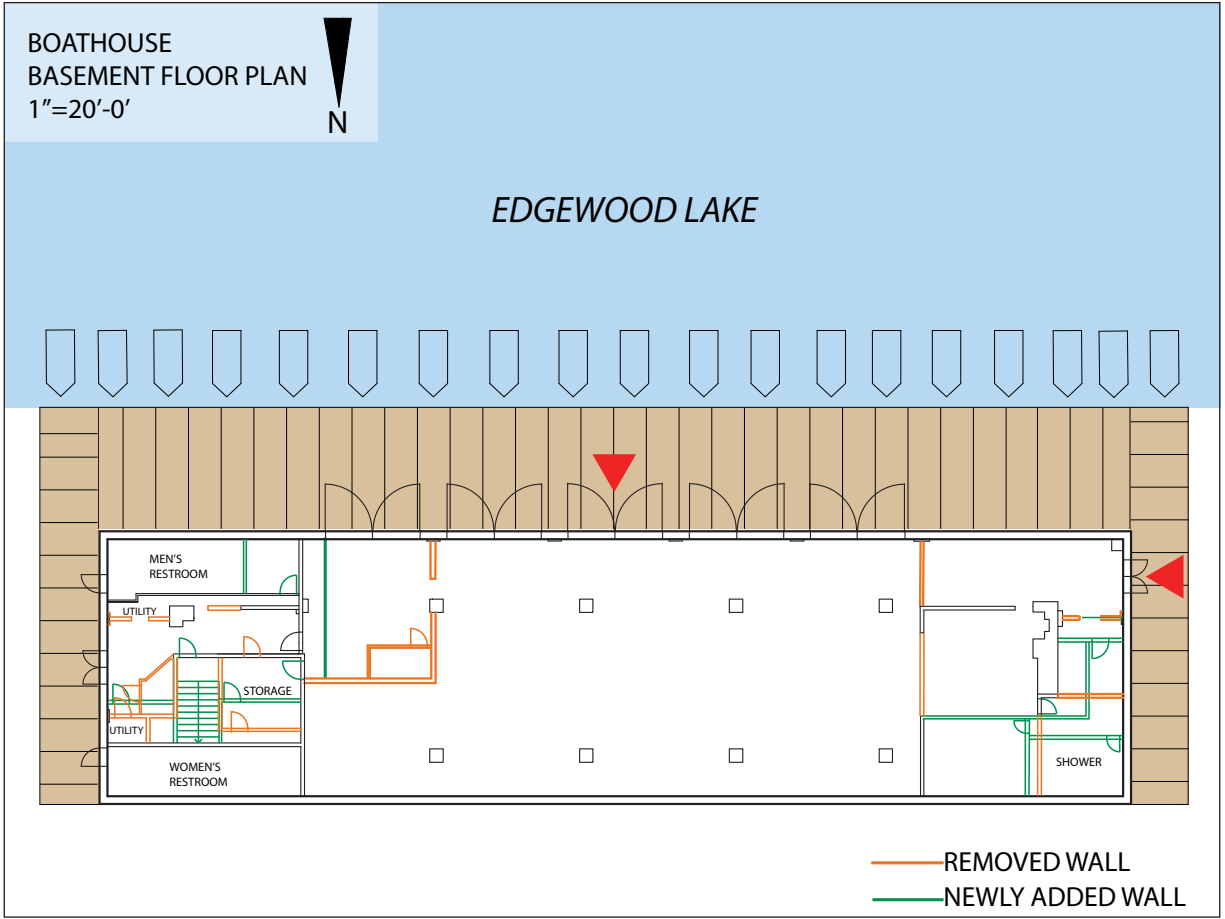 BOATHOUSE
BASEMENT FLOOR PLAN
1”=20’-0’
N
EDGEWOOD LAKE
MEN’S
RESTROOM
UTILITY
STORAGE
UTILITY
WOMEN’S
RESTROOM
SHOWER
REMOVED WALL
NEWLY ADDED WALL